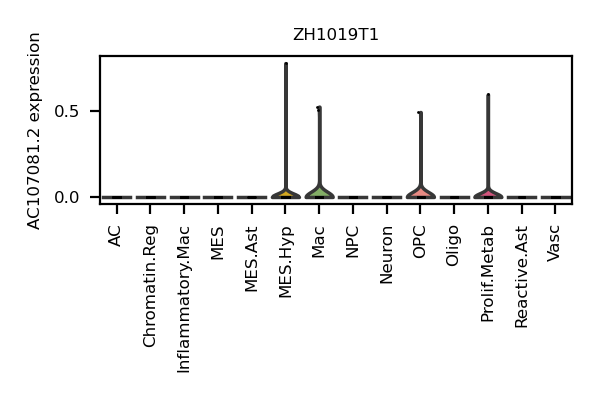 ZH1019T1
AC107081.2 expression
0.5
0.0
AC
Chromatin.Reg
Inflammatory.Mac
MES
MES.Ast
MES.Hyp
Mac
NPC
Neuron
OPC
Oligo
Prolif.Metab
Reactive.Ast
Vasc